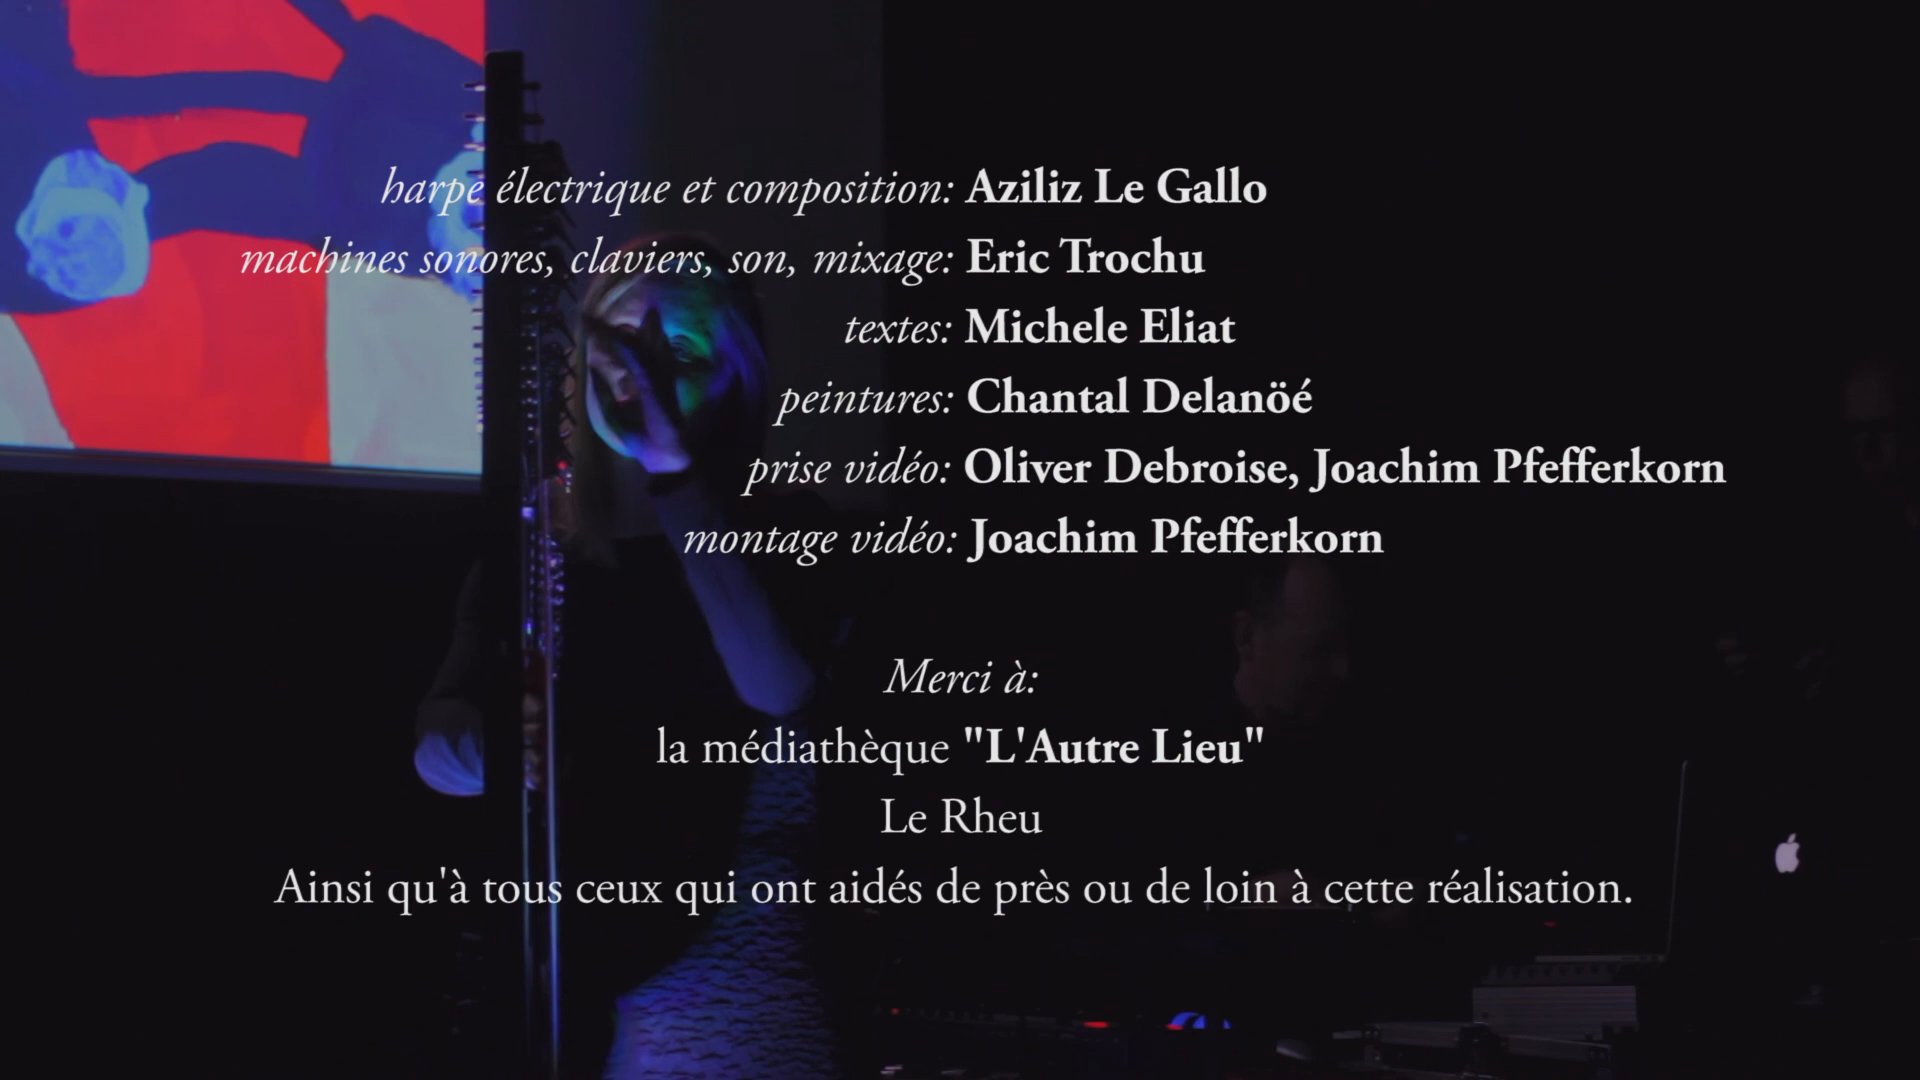 harpe électrique et composition: Aziliz Le Gallo
machines sonores, claviers, son, mixage: Eric Trochu
textes: Michele Eliat
peintures: Chantal Delanöé
prise vidéo: Oliver Debroise, Joachim Pfefferkorn
montage vidéo: Joachim Pfefferkorn
Merci à:
la médiathèque "L'Autre Lieu"
Le Rheu
Ainsi qu'à tous ceux qui ont aidés de près ou de loin à cette réalisation.